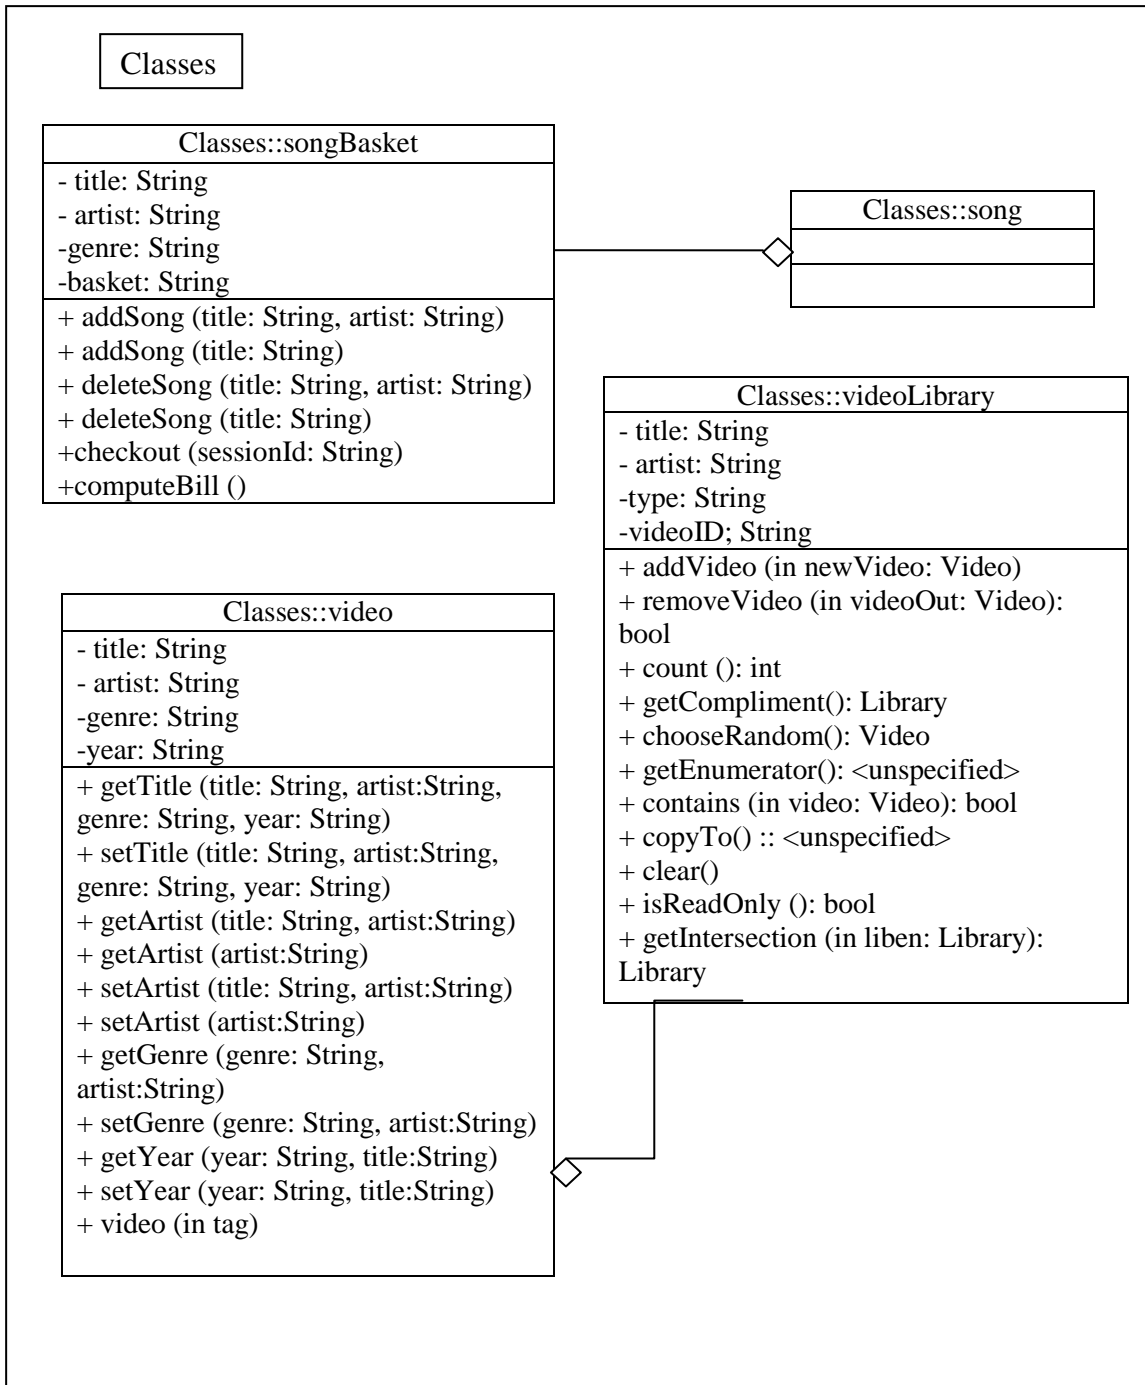 Classes
Classes::songBasket
- title: String
- artist: String
-genre: String
-basket: String
+ addSong (title: String, artist: String)
+ addSong (title: String)
+ deleteSong (title: String, artist: String)
+ deleteSong (title: String)
+checkout (sessionId: String)
+computeBill ()
Classes::song
Classes::videoLibrary
- title: String
- artist: String
-type: String
-videoID; String
+ addVideo (in newVideo: Video)
+ removeVideo (in videoOut: Video):
bool
+ count (): int
+ getCompliment(): Library
+ chooseRandom(): Video
+ getEnumerator(): <unspecified>
+ contains (in video: Video): bool
+ copyTo() :: <unspecified>
+ clear()
+ isReadOnly (): bool
+ getIntersection (in liben: Library):
Library
Classes::video
- title: String
- artist: String
-genre: String
-year: String
+ getTitle (title: String, artist:String,
genre: String, year: String)
+ setTitle (title: String, artist:String,
genre: String, year: String)
+ getArtist (title: String, artist:String)
+ getArtist (artist:String)
+ setArtist (title: String, artist:String)
+ setArtist (artist:String)
+ getGenre (genre: String,
artist:String)
+ setGenre (genre: String, artist:String)
+ getYear (year: String, title:String)
+ setYear (year: String, title:String)
+ video (in tag)